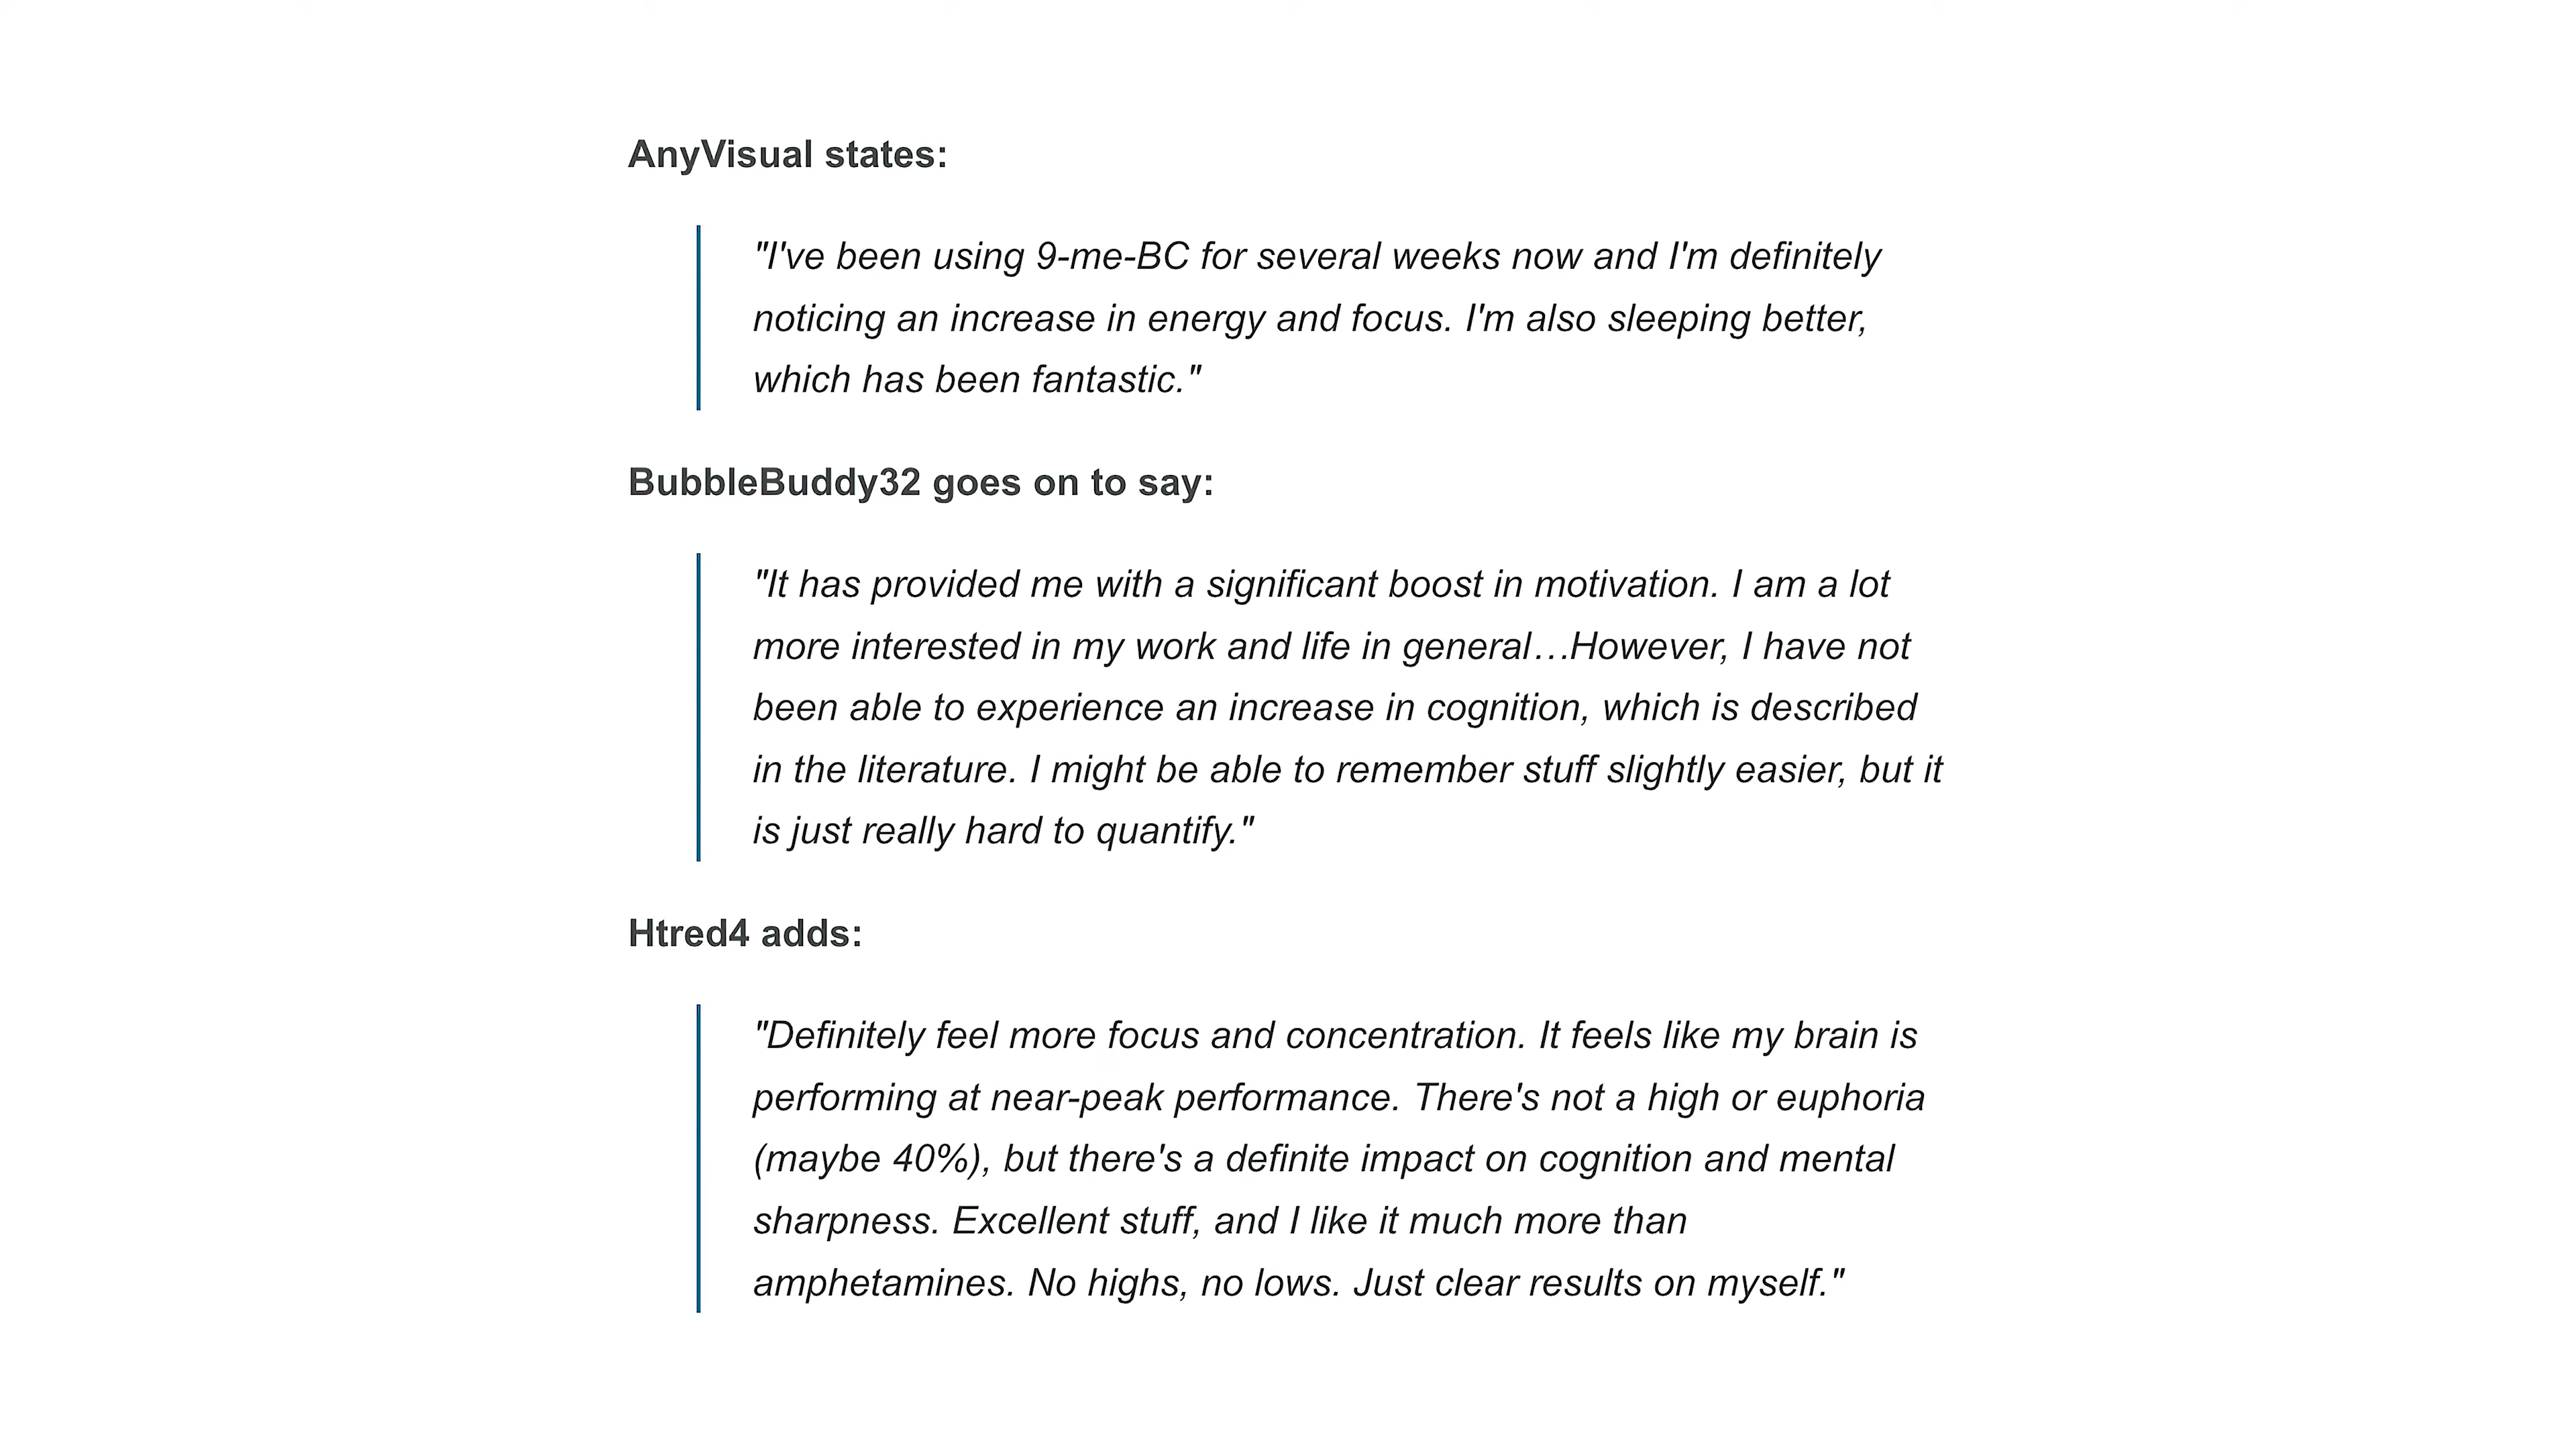 AnyVisual states:
"I've been using 9-me-BC for several weeks now and I'm definitely
noticing an increase in energy and focus. I'm also sleeping better,
which has been fantastic."
BubbleBuddy32 goes on to say:
"It has provided me with a significant boost in motivation. I am a lot
more interested in my work and life in general…However, I have not
been able to experience an increase in cognition, which is described
in the literature. I might be able to remember stuff slightly easier, but it
is just really hard to quantify."
Htred4 adds:
"Definitely feel more focus and concentration. It feels like my brain is
performing at near-peak performance. There's not a high or euphoria
(maybe 40%), but there's a definite impact on cognition and mental
sharpness. Excellent stuff, and I like it much more than
amphetamines. No highs, no lows. Just clear results on myself."